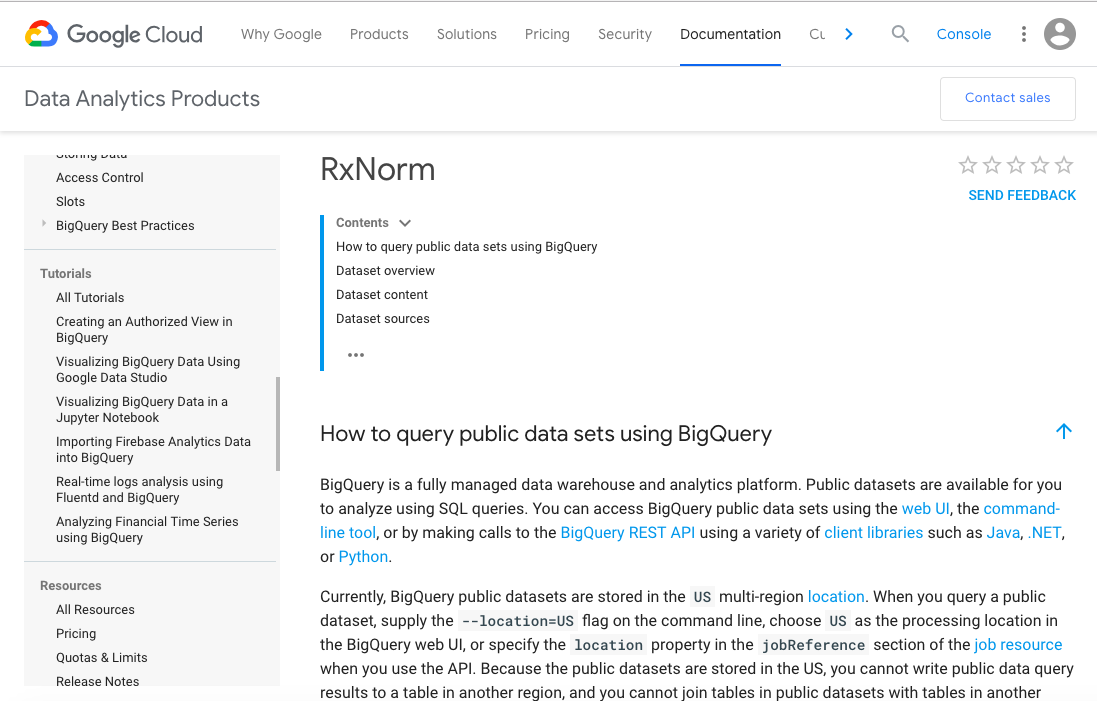 Google Cloud
Why Google
Products
Solutions
Pricing
Security
Documentation
Cu
Console
Data Analytics Products
Contact sales
Storing Data
Access Control
Slots
BigQuery Best Practices
Tutorials
All Tutorials
Creating an Authorized View in
BigQuery
Visualizing BigQuery Data Using
Google Data Studio
Visualizing BigQuery Data in a
Jupyter Notebook
Importing Firebase Analytics Data
into BigQuery
Real-time logs analysis using
Fluentd and BigQuery
Analyzing Financial Time Series
using BigQuery
Resources
All Resources
Pricing
Quotas & Limits
Release Notes
RxNorm
SEND FEEDBACK
Contents
How to query public data sets using BigQuery
Dataset overview
Dataset content
Dataset sources
How to query public data sets using BigQuery
BigQuery is a fully managed data warehouse and analytics platform. Public datasets are available for you
to analyze using SQL queries. You can access BigQuery public data sets using the web UI, the command-
line tool, or by making calls to the BigQuery REST API using a variety of client libraries such as Java, .NET,
or Python.
Currently, BigQuery public datasets are stored in the US multi-region location. When you query a public
dataset, supply the --location=US flag on the command line, choose US as the processing location in
the BigQuery web UI, or specify the location property in the jobReference section of the job resource
when you use the API. Because the public datasets are stored in the US, you cannot write public data query
results to a table in another region, and you cannot join tables in public datasets with tables in another